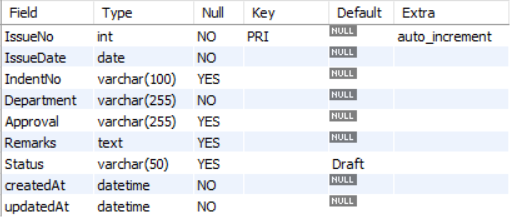 Field Type Null Key Default Extra
IssueNo int NO PRI NULL auto_increment
IssueDate date NO NULL
IndentNo varchar(100) YES NULL
Department varchar(255) NO NULL
Approval varchar(255) YES NULL
Remarks text YES NULL
Status varchar(50) YES Draft
createdAt datetime NO NULL
updatedAt datetime NO NULL